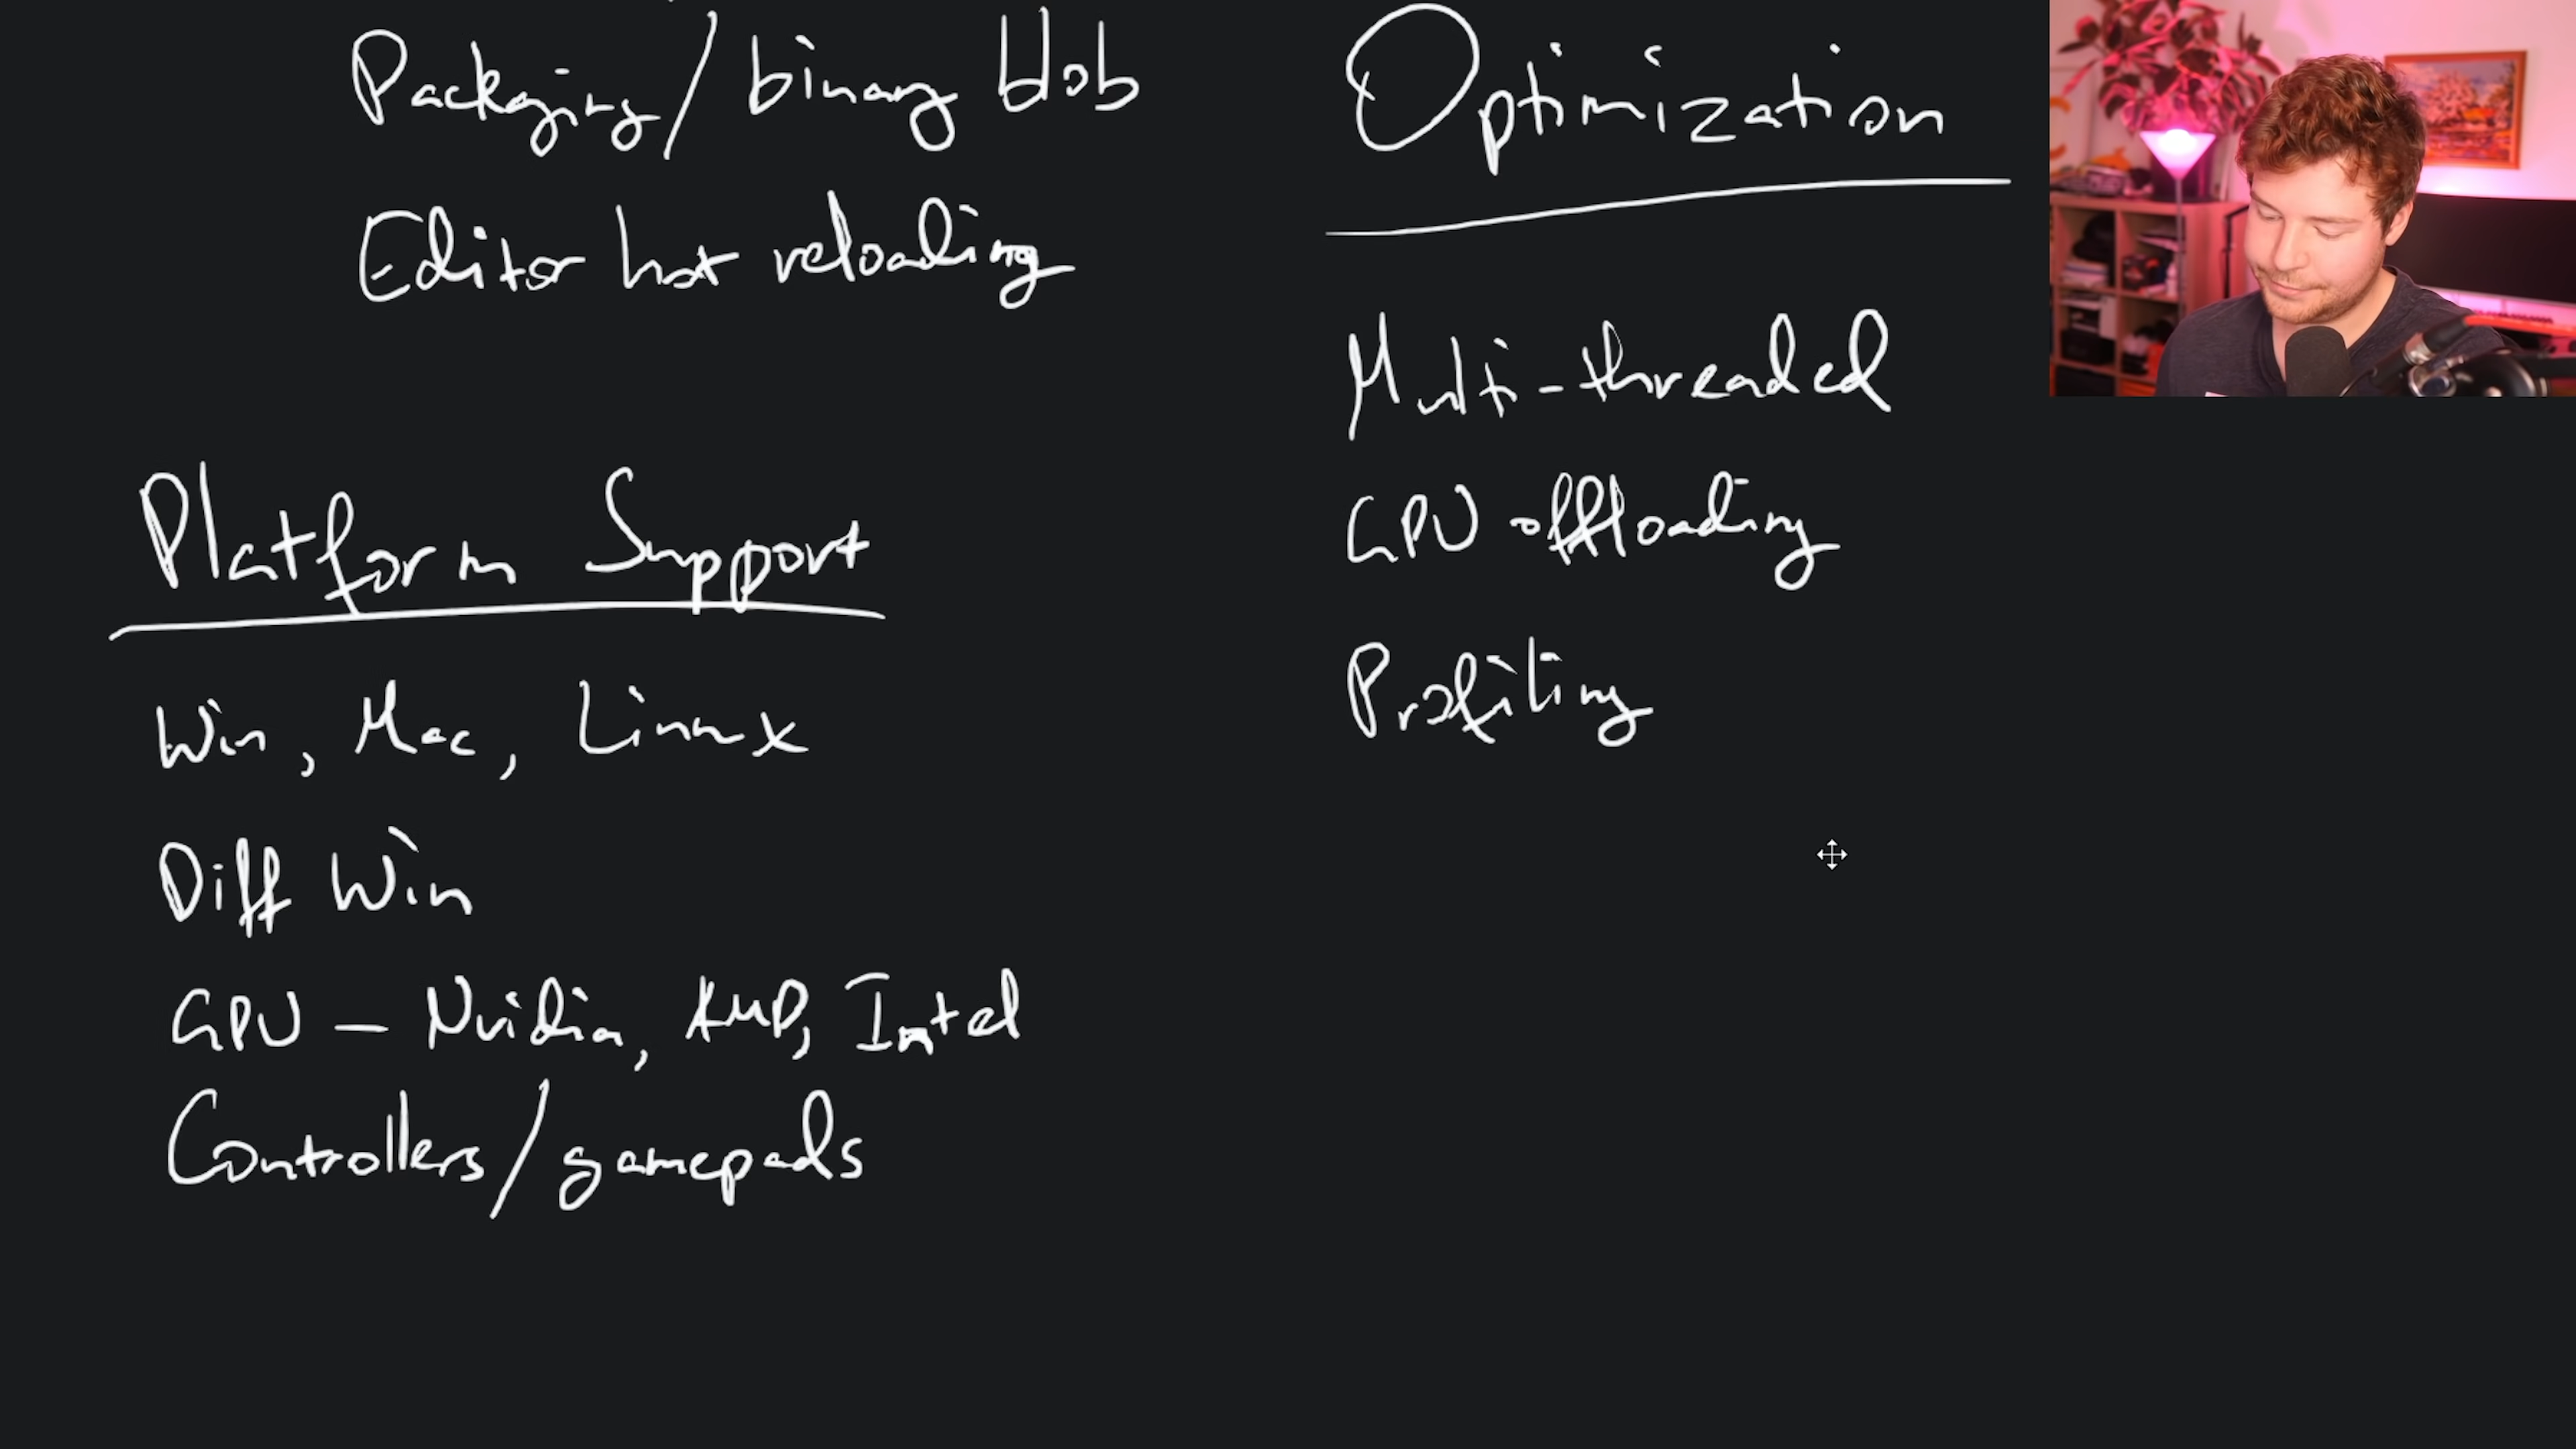 Packaging/binary blob
Editor hot reloading
Platform Support
Win, Mac, Linux
Diff Win
GPU - Nvidia, AMD, Intel
Controllers/gamepads
Optimization
Multi-threaded
GPU offloading
Profiling